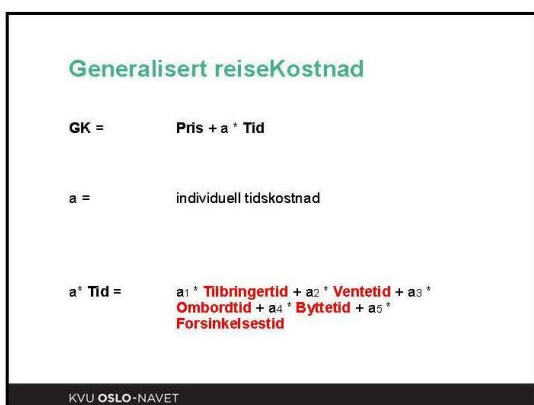 Generalisert reiseKostnad
GK = Pris + a * Tid
a = individuell tidskostnad
a* Tid = a1 * Tilbringertid + a2 * Ventetid + a3 *
Ombordtid + a4 * Byttetid + a5 *
Forsinkelsestid
KVU OSLO-NAVET